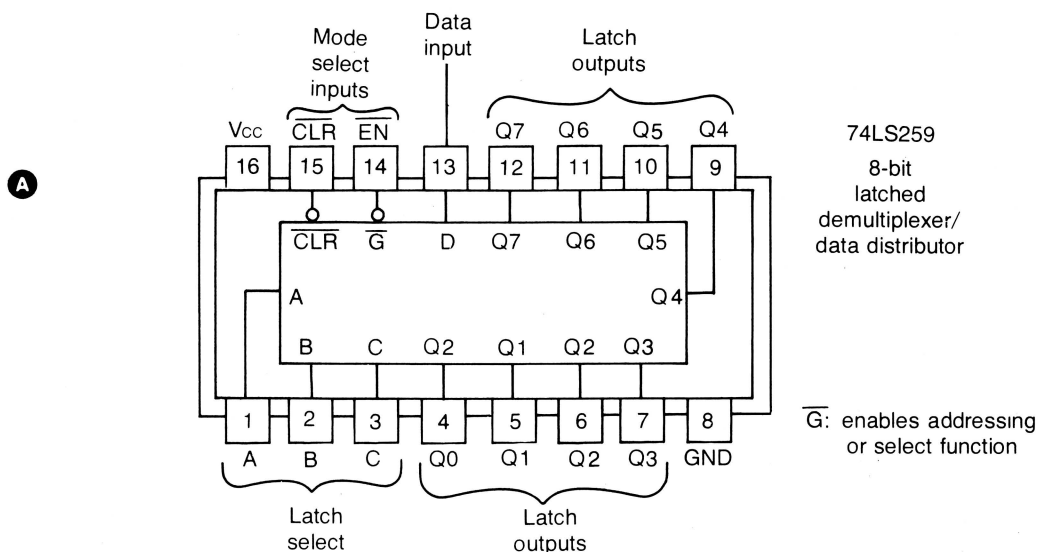 A
Mode
select
inputs
Data
input
Latch
outputs
Vcc CLR EN Q7 Q6 Q5 Q4
16 15 14 13 12 11 10 9
CLR G D Q7 Q6 Q5
A Q4
B C Q2 Q1 Q2 Q3
1 2 3 4 5 6 7 8
A B C Q0 Q1 Q2 Q3 GND
Latch
select
Latch
outputs
74LS259
8-bit
latched
demultiplexer/
data distributor
G: enables addressing
or select function